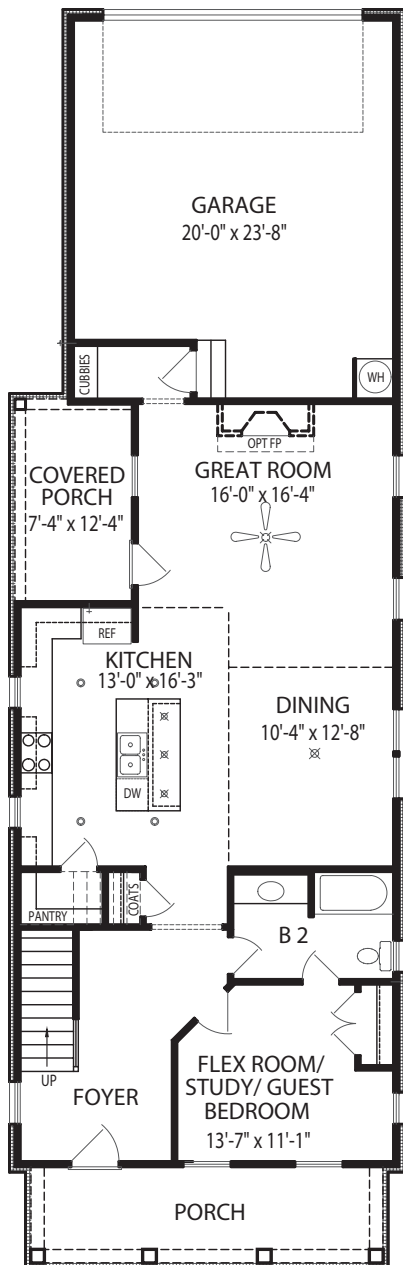 GARAGE
20'-0" x 23'-8"
CUBBIES
WH
OPT FP
GREAT ROOM
16'-0" x 16'-4"
COVERED
PORCH
7'-4" x 12'-4"
REF
KITCHEN
13'-0" x 16'-3"
DINING
10'-4" x 12'-8"
DW
PANTRY
COATS
B 2
UP
FOYER
FLEX ROOM/
STUDY/ GUEST
BEDROOM
13'-7" x 11'-1"
PORCH